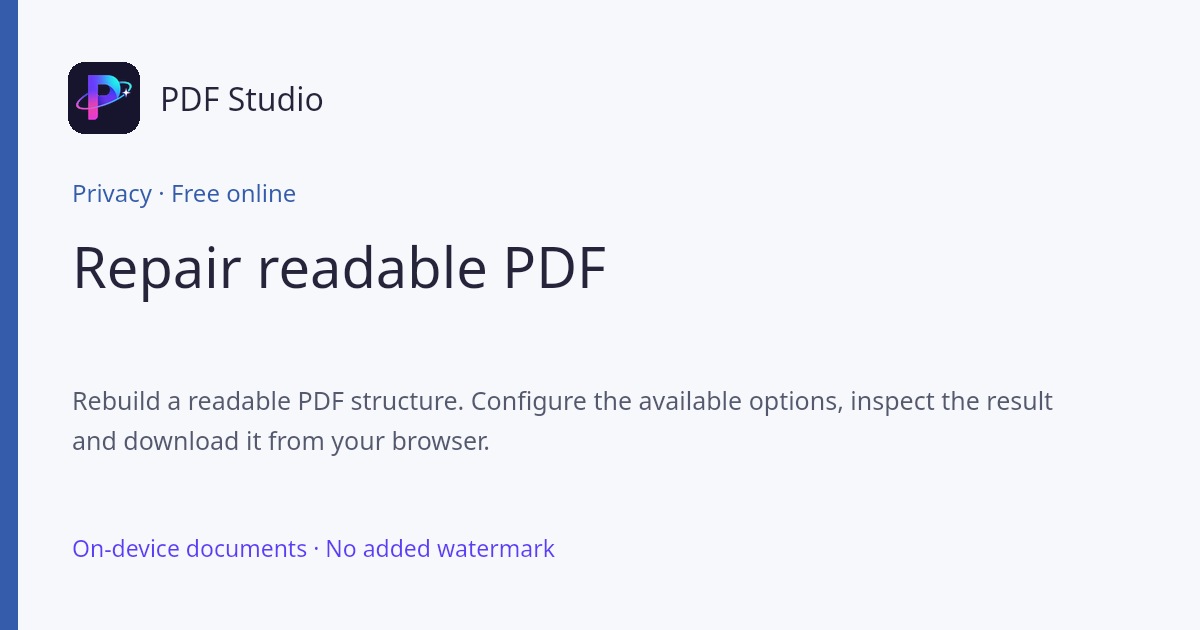 PDF Studio
Privacy · Free online
Repair readable PDF
Rebuild a readable PDF structure. Configure the available options, inspect the result
and download it from your browser.
On-device documents · No added watermark